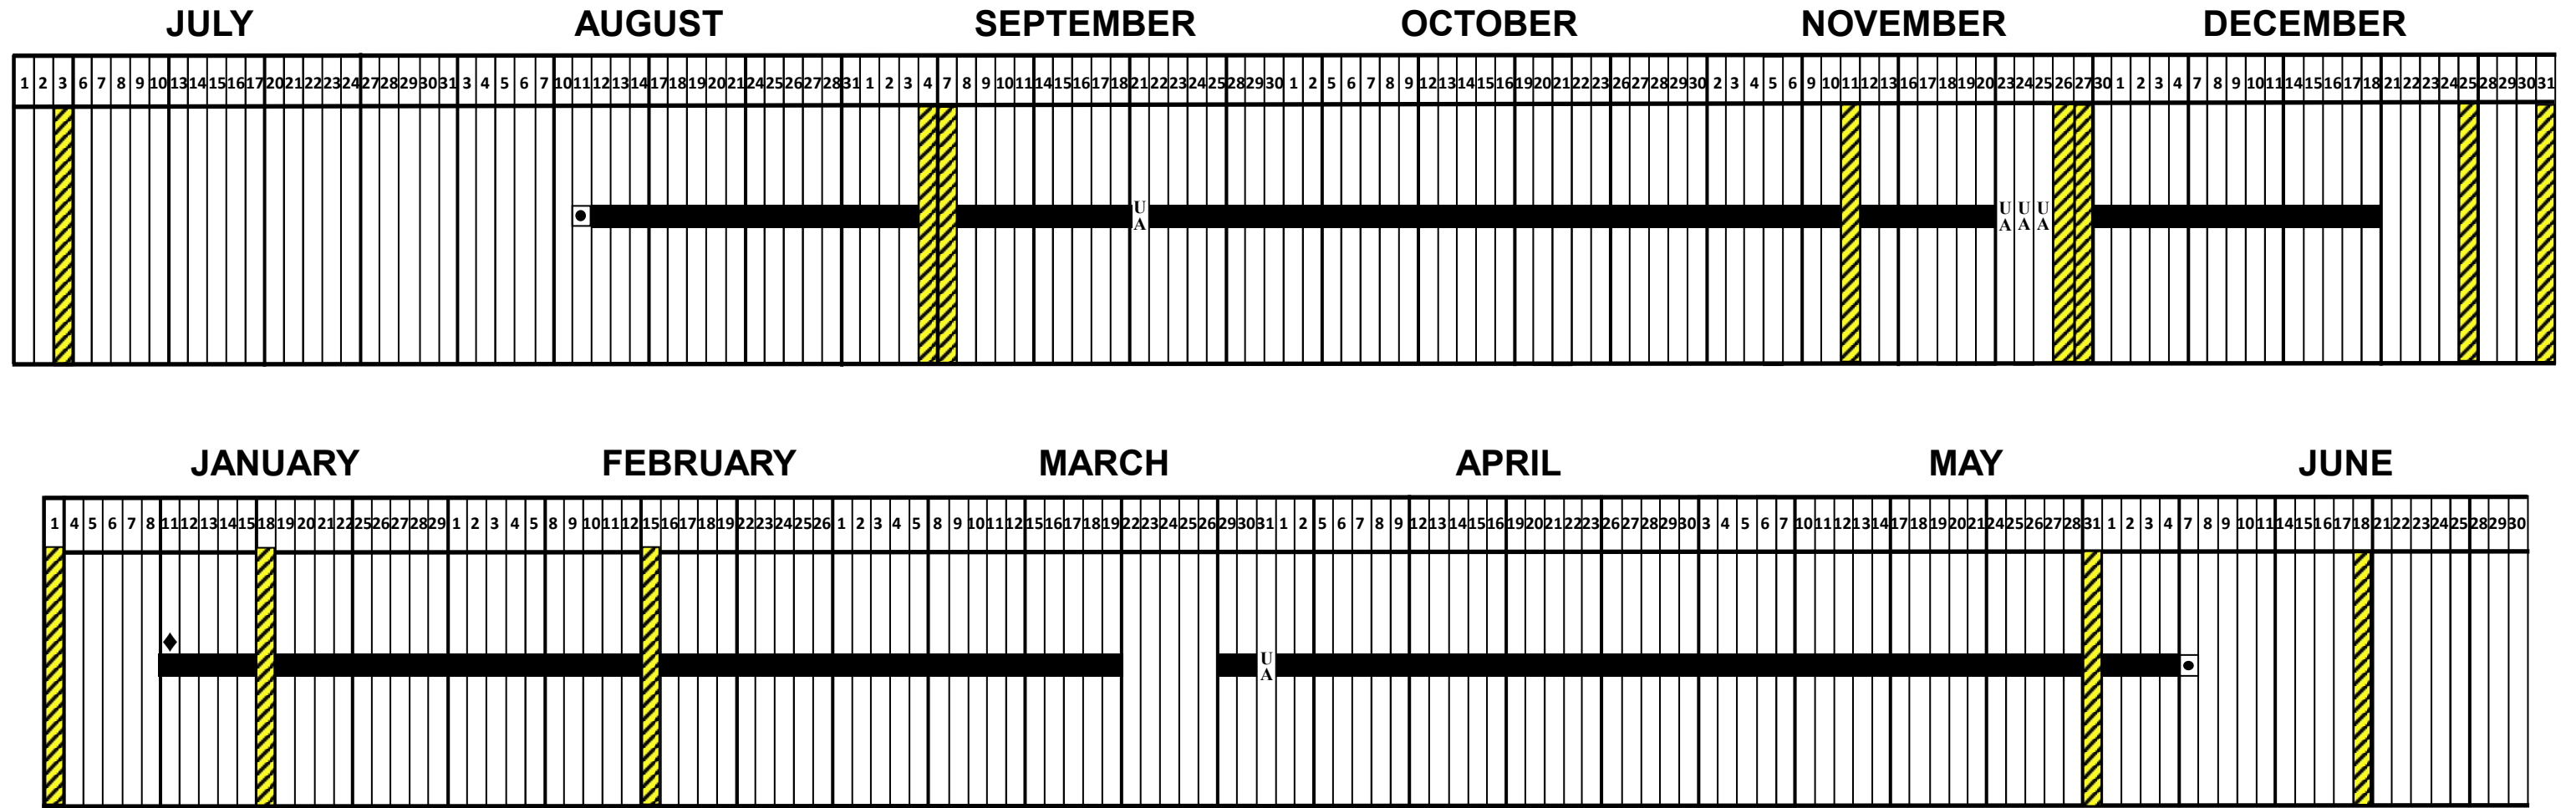 JULY AUGUST SEPTEMBER OCTOBER NOVEMBER DECEMBER
1 2 3 6 7 8 9 10 13 14 15 16 17 20 21 22 23 24 27 28 29 30 31 3 4 5 6 7 10 11 12 13 14 17 18 19 20 21 24 25 26 27 28 31 1 2 3 4 7 8 9 10 11 14 15 16 17 18 21 22 23 24 25 28 29 30 1 2 5 6 7 8 9 12 13 14 15 16 19 20 21 22 23 26 27 28 29 30 2 3 4 5 6 9 10 11 12 13 16 17 18 19 20 23 24 25 26 27 30 1 2 3 4 7 8 9 10 11 14 15 16 17 18 21 22 23 24 25 28 29 30 31
U U U U
A A A A
JANUARY FEBRUARY MARCH APRIL MAY JUNE
1 4 5 6 7 8 11 12 13 14 15 18 19 20 21 22 25 26 27 28 29 1 2 3 4 5 8 9 10 11 12 15 16 17 18 19 22 23 24 25 26 1 2 3 4 5 8 9 10 11 12 15 16 17 18 19 22 23 24 25 26 29 30 31 1 2 5 6 7 8 9 12 13 14 15 16 19 20 21 22 23 26 27 28 29 30 3 4 5 6 7 10 11 12 13 14 17 18 19 20 21 24 25 26 27 28 31 1 2 3 4 7 8 9 10 11 14 15 16 17 18 21 22 23 24 25 28 29 30
U
A